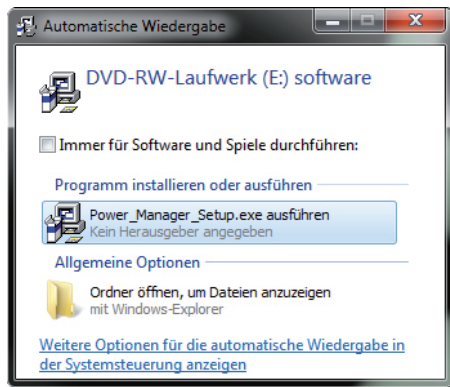 Automatische Wiedergabe
DVD-RW-Laufwerk (E:) software
Immer für Software und Spiele durchführen:
Programm installieren oder ausführen
Power_Manager_Setup.exe ausführen
Kein Herausgeber angegeben
Allgemeine Optionen
Ordner öffnen, um Dateien anzuzeigen
mit Windows-Explorer
Weitere Optionen für die automatische Wiedergabe in
der Systemsteuerung anzeigen